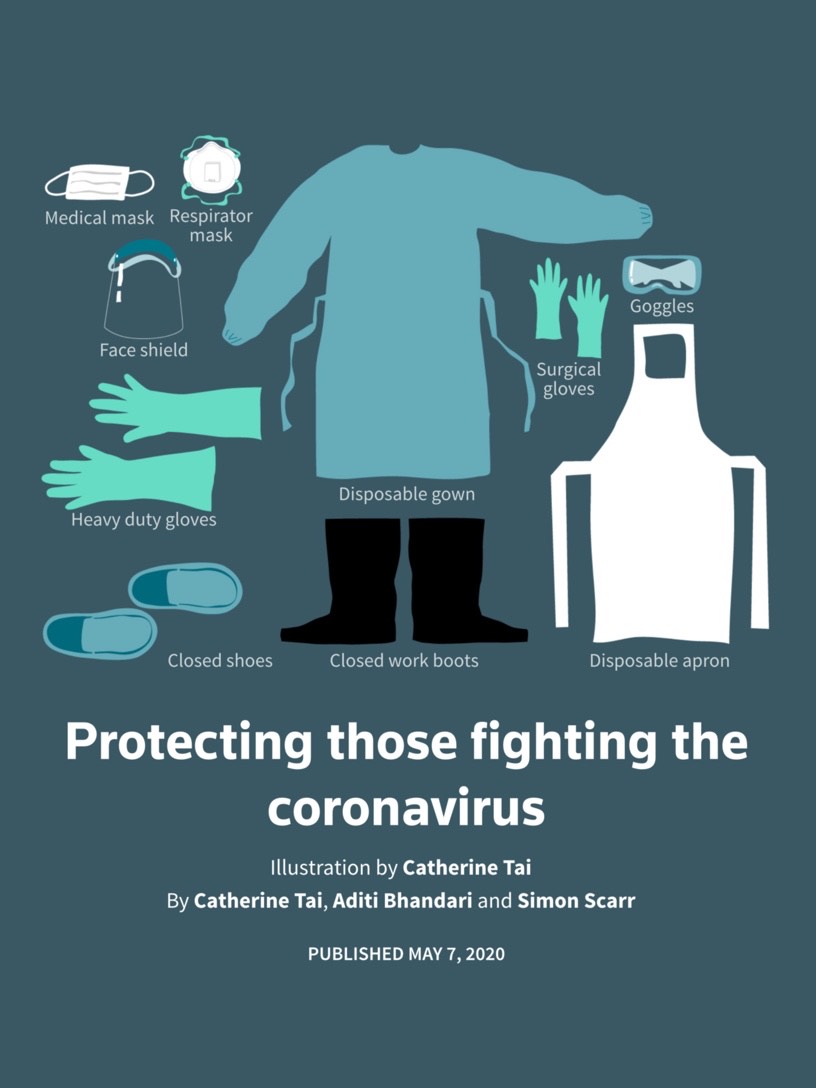 Medical mask
Respirator
mask
Face shield
Goggles
Surgical
gloves
Heavy duty gloves
Disposable gown
Closed shoes
Closed work boots
Disposable apron
Protecting those fighting the
coronavirus
Illustration by Catherine Tai
By Catherine Tai, Aditi Bhandari and Simon Scarr
PUBLISHED MAY 7, 2020